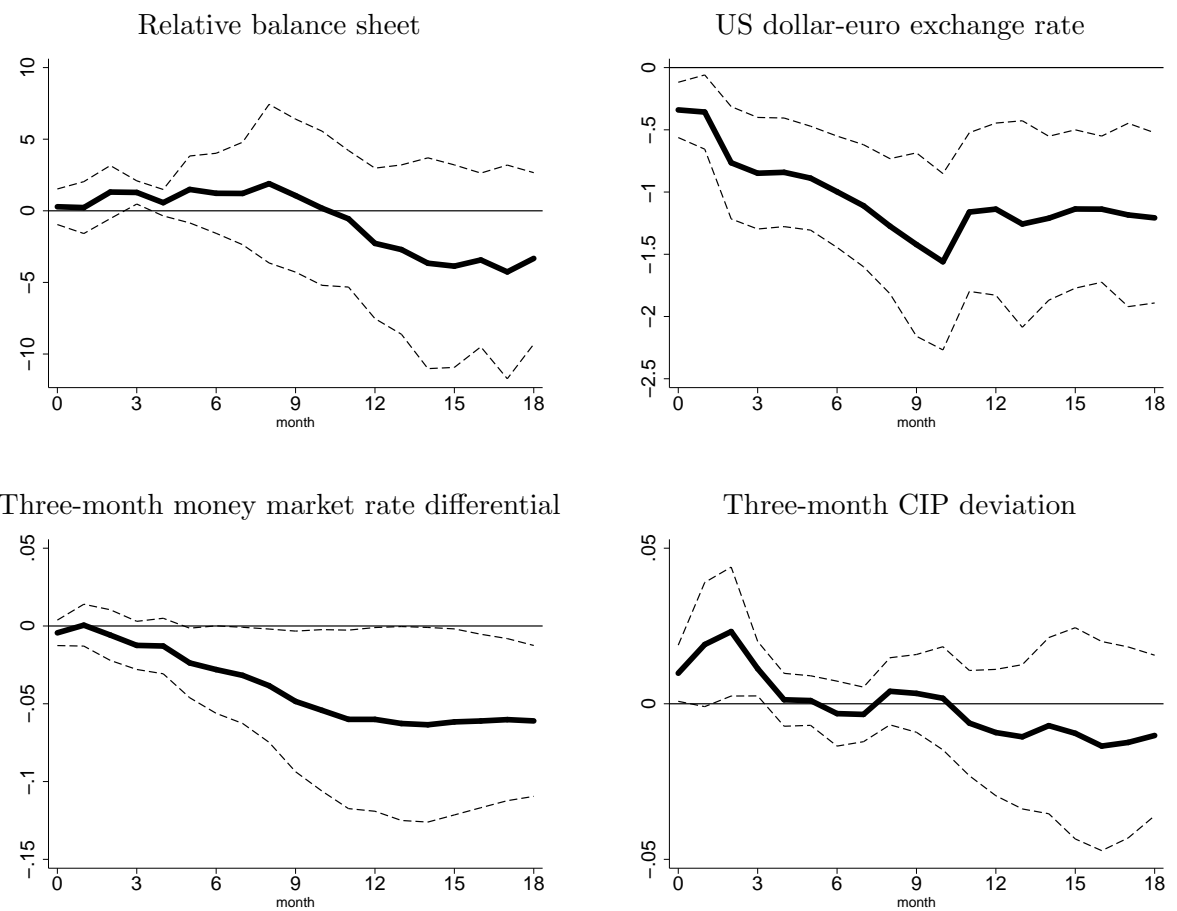 Relative balance sheet
10
5
0
−5
−10
0 3 6 9 12 15 18
month
US dollar-euro exchange rate
0
−.5
−1
−1.5
−2
−2.5
0 3 6 9 12 15 18
month
Three-month money market rate differential
.05
0
−.05
−.1
−.15
0 3 6 9 12 15 18
month
Three-month CIP deviation
.05
0
−.05
0 3 6 9 12 15 18
month